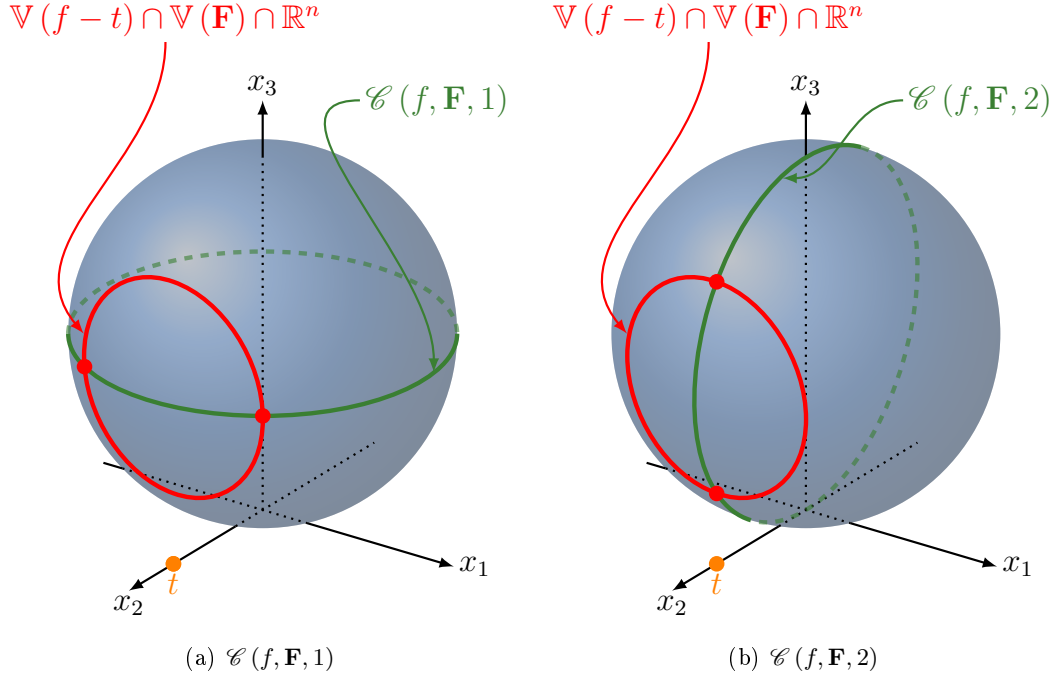 𝕍 (f − t) ∩ 𝕍 (𝐅) ∩ ℝⁿ
x₃
𝒞 (f, 𝐅, 1)
x₁
x₂
t
(a) 𝒞 (f, 𝐅, 1)
𝕍 (f − t) ∩ 𝕍 (𝐅) ∩ ℝⁿ
x₃
𝒞 (f, 𝐅, 2)
x₁
x₂
t
(b) 𝒞 (f, 𝐅, 2)